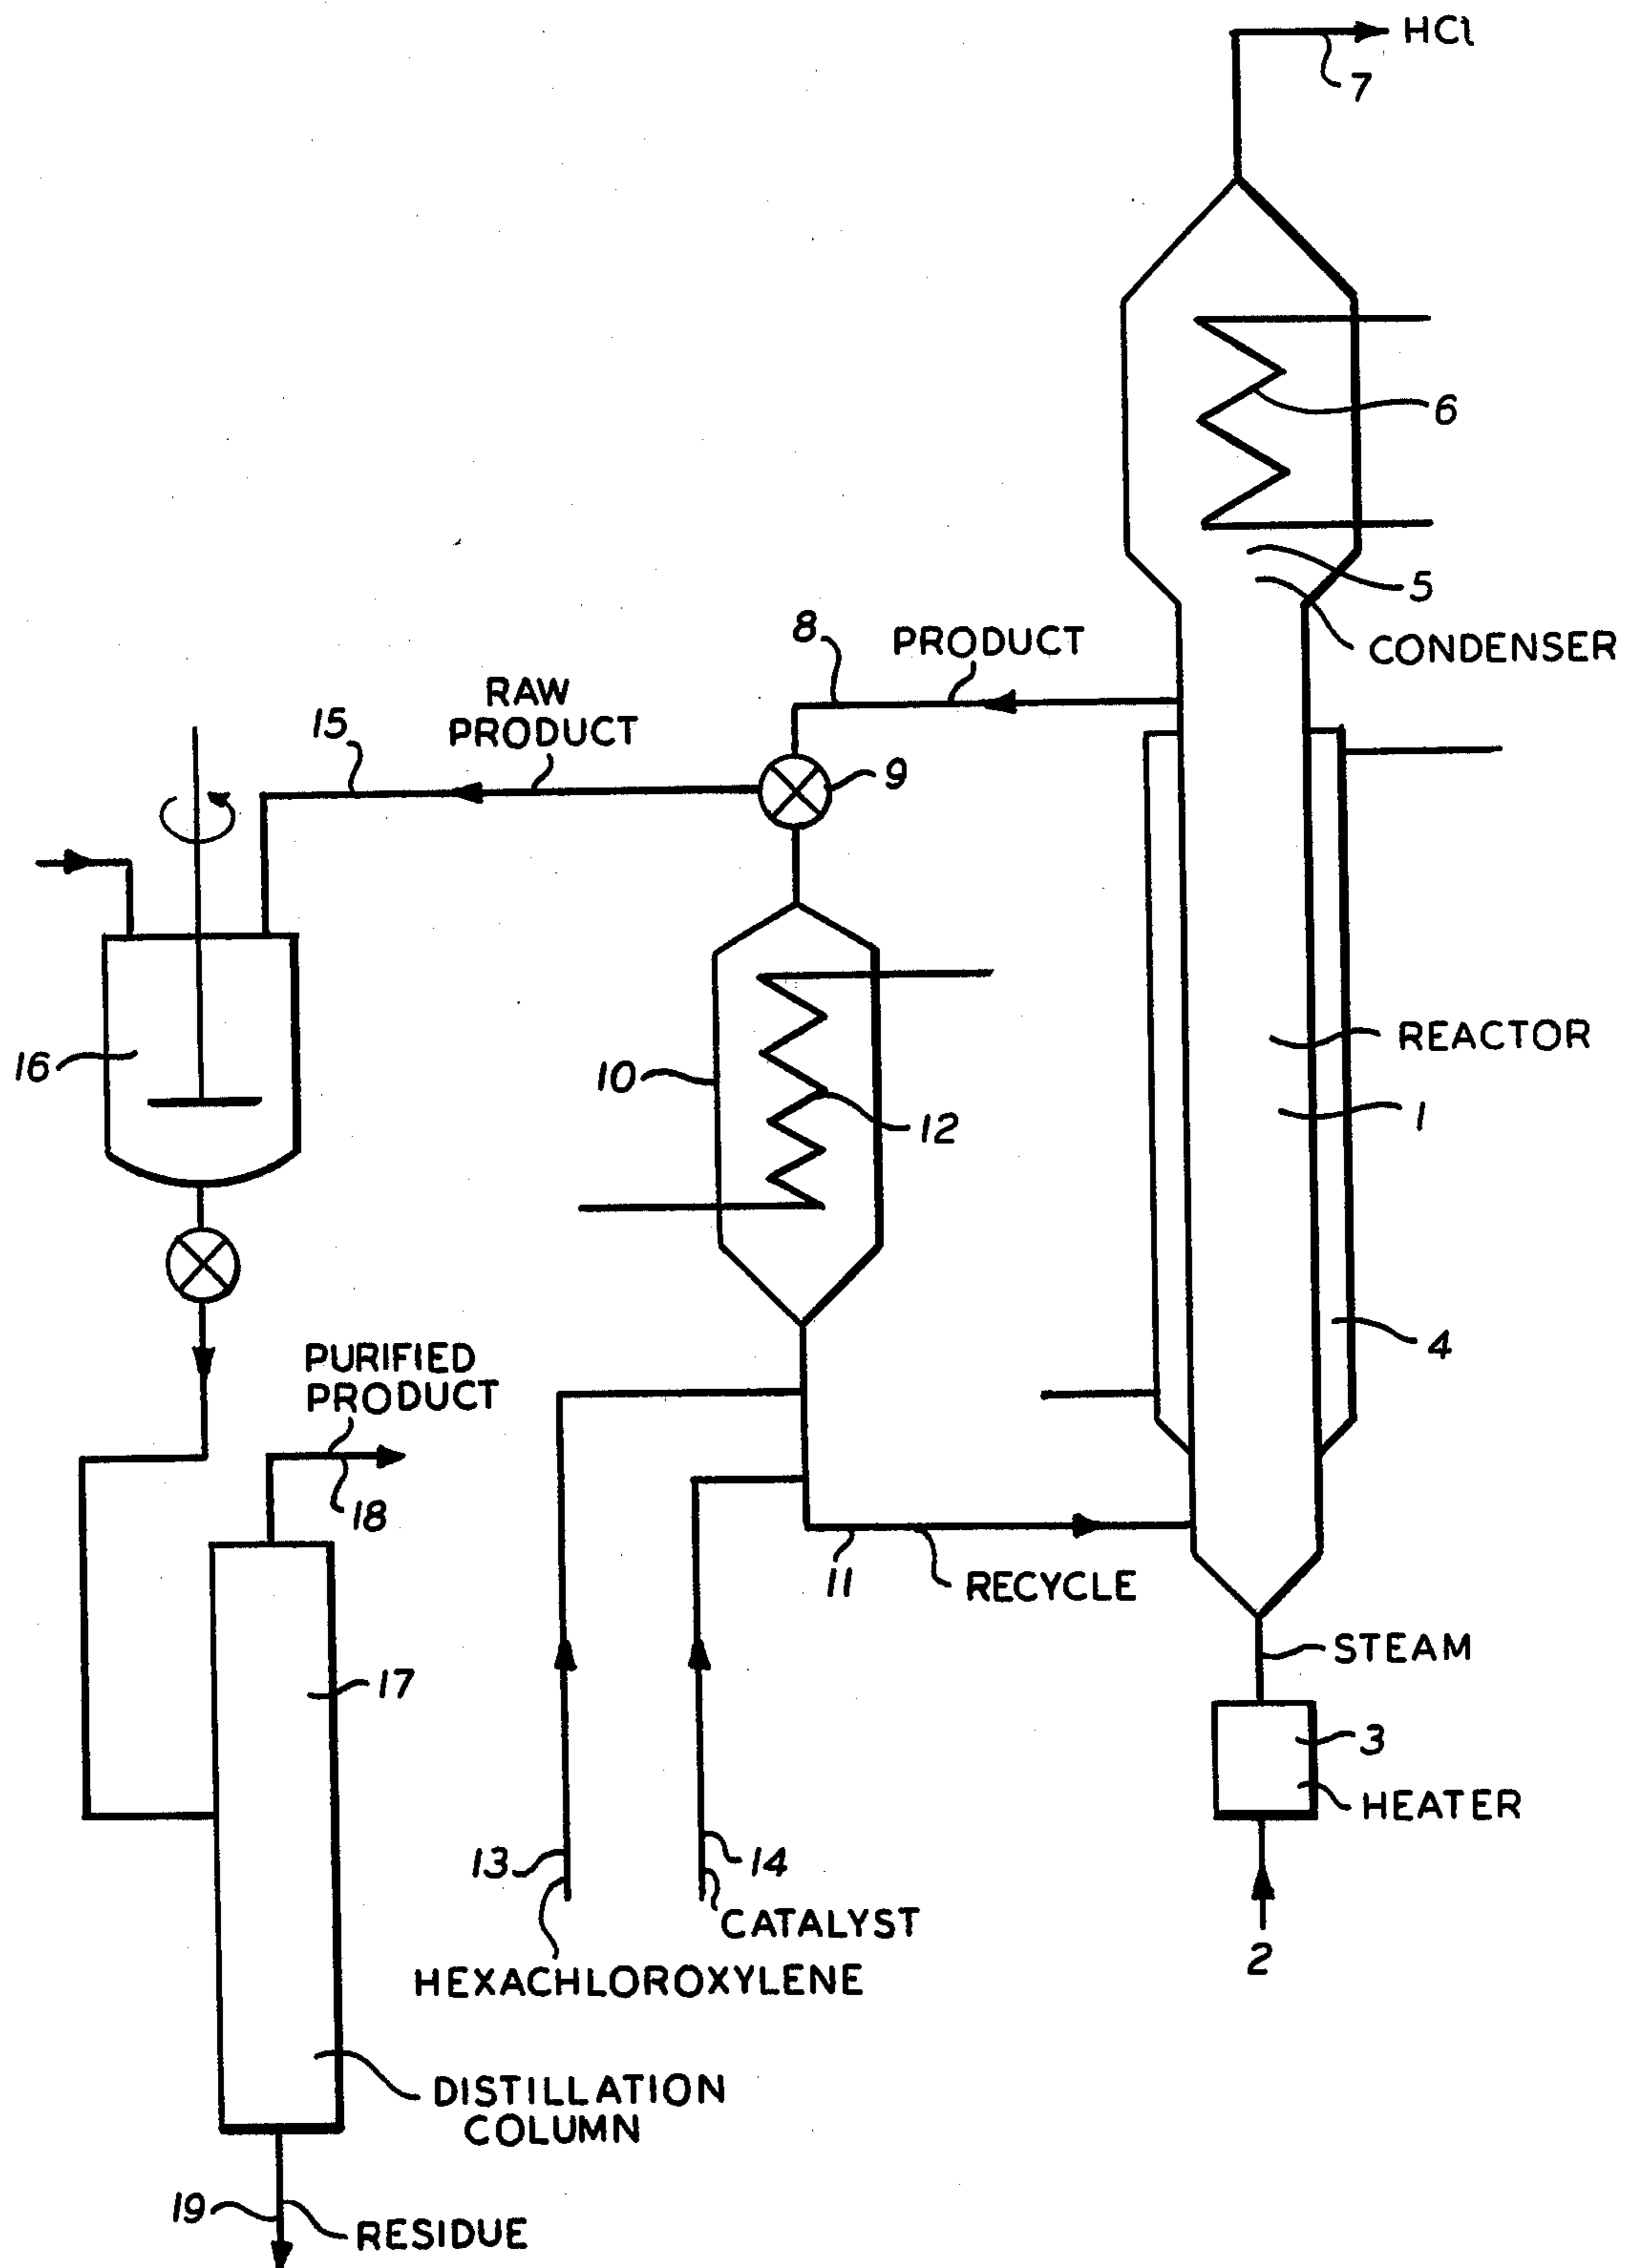 HCl
7
6
5
CONDENSER
8
PRODUCT
RAW
PRODUCT
15
9
REACTOR
1
16
10
12
4
PURIFIED
PRODUCT
18
11
RECYCLE
STEAM
17
3
HEATER
13
14
CATALYST
2
HEXACHLOROXYLENE
DISTILLATION
COLUMN
19
RESIDUE